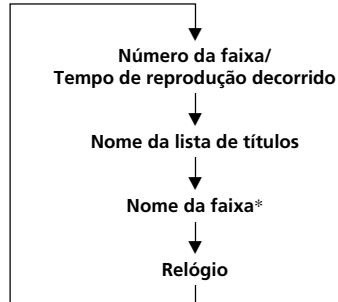 Número da faixa/
Tempo de reprodução decorrido
Nome da lista de títulos
Nome da faixa*
Relógio